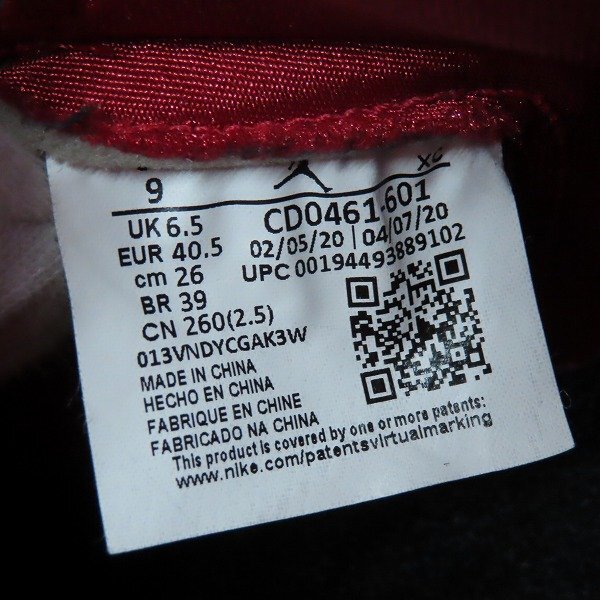 XC
9
UK 6.5
EUR 40.5
cm 26
BR 39
CN 260(2.5)
013VNDYCGAK3W
MADE IN CHINA
HECHO EN CHINA
FABRIQUE EN CHINE
FABRICADO NA CHINA
CD0461 601
02/05/20 | 04/07/20
UPC 00194493889102
This product is covered by one or more patents:
www.nike.com/patentsvirtualmarking